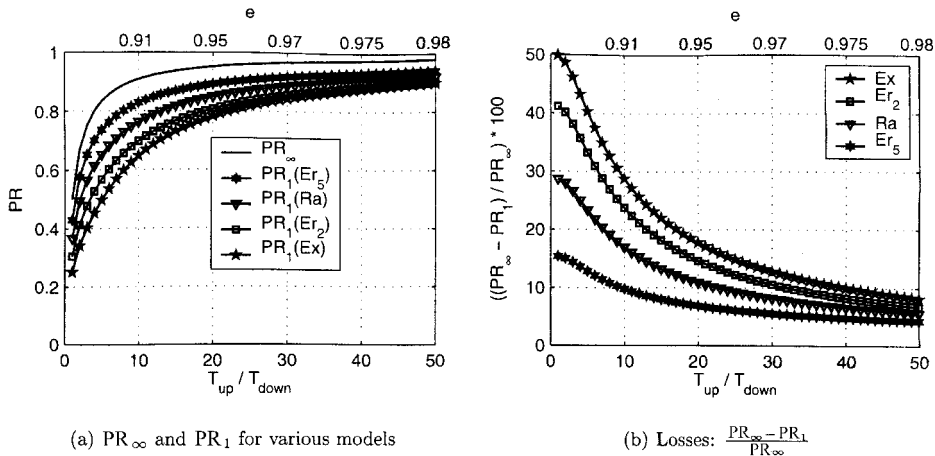 e
0.91 0.95 0.97 0.975 0.98
1
0.8
0.6
0.4
0.2
0
PR
PR∞
PR₁(Er₅)
PR₁(Ra)
PR₁(Er₂)
PR₁(Ex)
0 10 20 30 40 50
T_up / T_down
(a) PR∞ and PR₁ for various models
e
0.91 0.95 0.97 0.975 0.98
50
40
30
20
10
0
((PR∞ - PR₁) / PR∞) * 100
Ex
Er₂
Ra
Er₅
0 10 20 30 40 50
T_up / T_down
(b) Losses: PR∞−PR₁ / PR∞